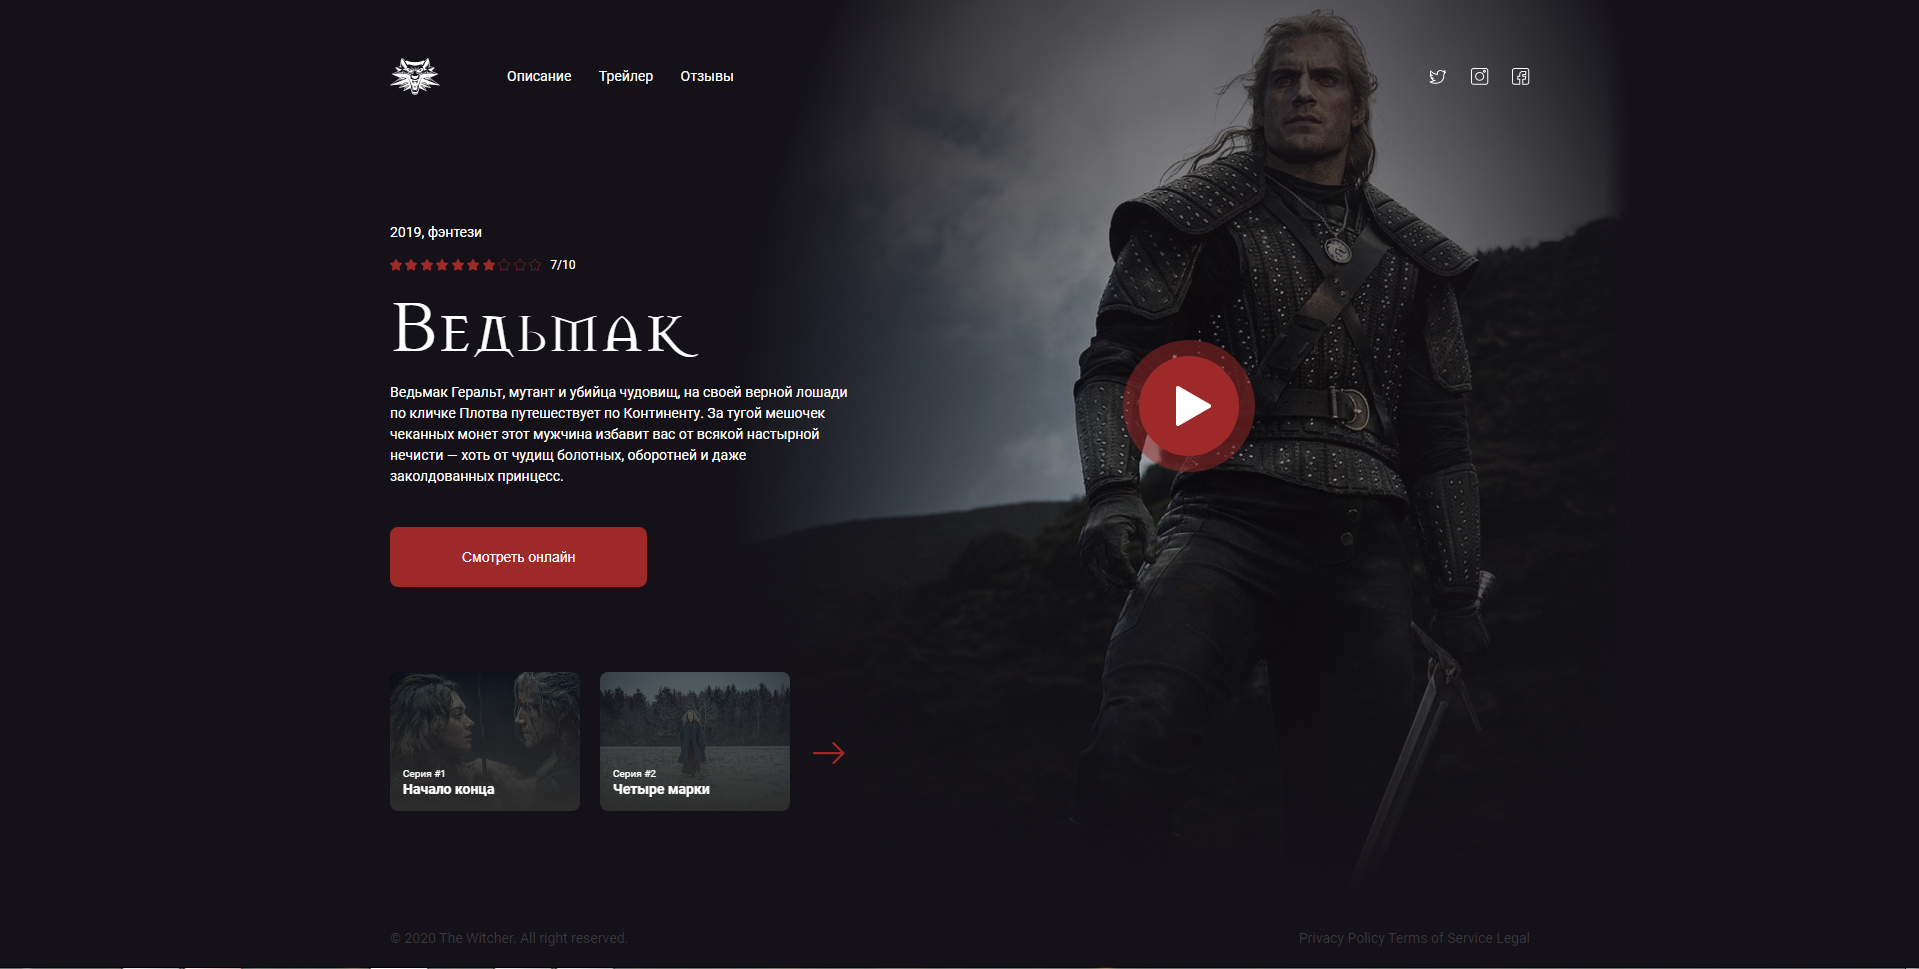 Описание Трейлер Отзывы
2019, фэнтези
7/10
Ведьмак
Ведьмак Геральт, мутант и убийца чудовищ, на своей верной лошади
по кличке Плотва путешествует по Континенту. За тугой мешочек
чеканных монет этот мужчина избавит вас от всякой настырной
нечисти — хоть от чудищ болотных, оборотней и даже
заколдованных принцесс.
Смотреть онлайн
Серия #1
Начало конца
Серия #2
Четыре марки
© 2020 The Witcher. All right reserved.
Privacy Policy Terms of Service Legal